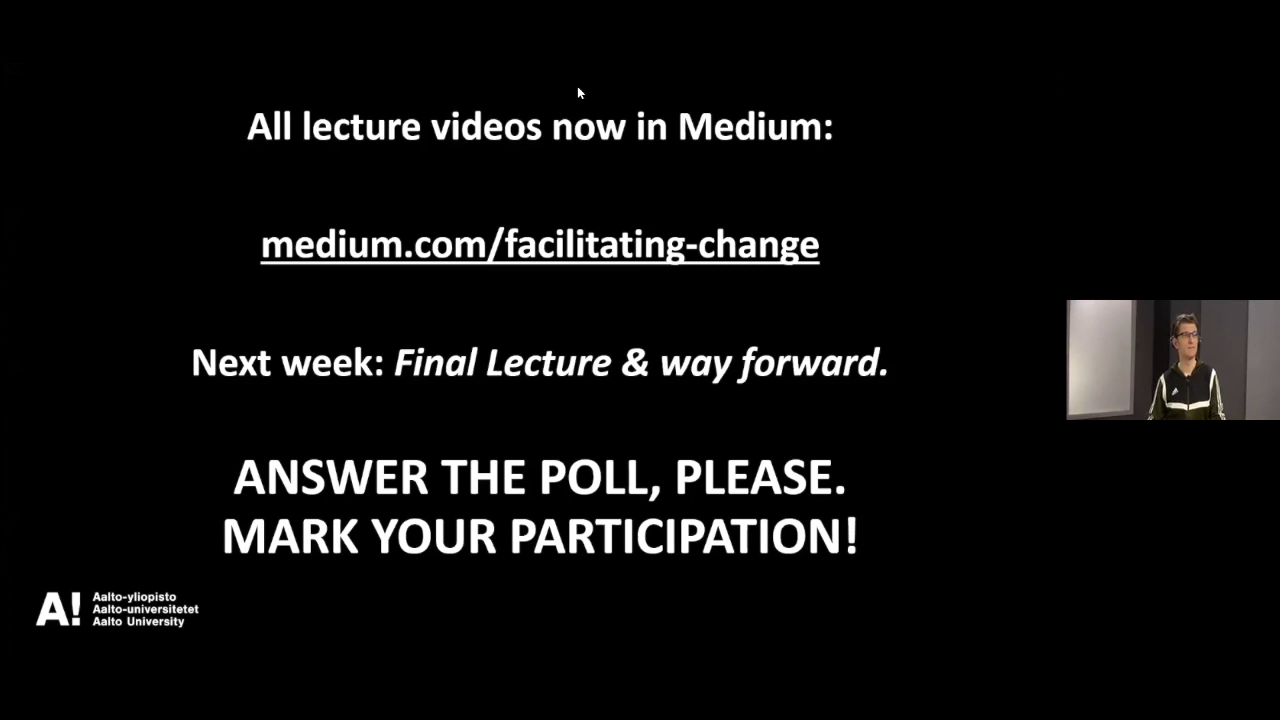 All lecture videos now in Medium:
medium.com/facilitating-change
Next week: Final Lecture & way forward.
ANSWER THE POLL, PLEASE.
MARK YOUR PARTICIPATION!
A!
Aalto-yliopisto
Aalto-universitetet
Aalto University